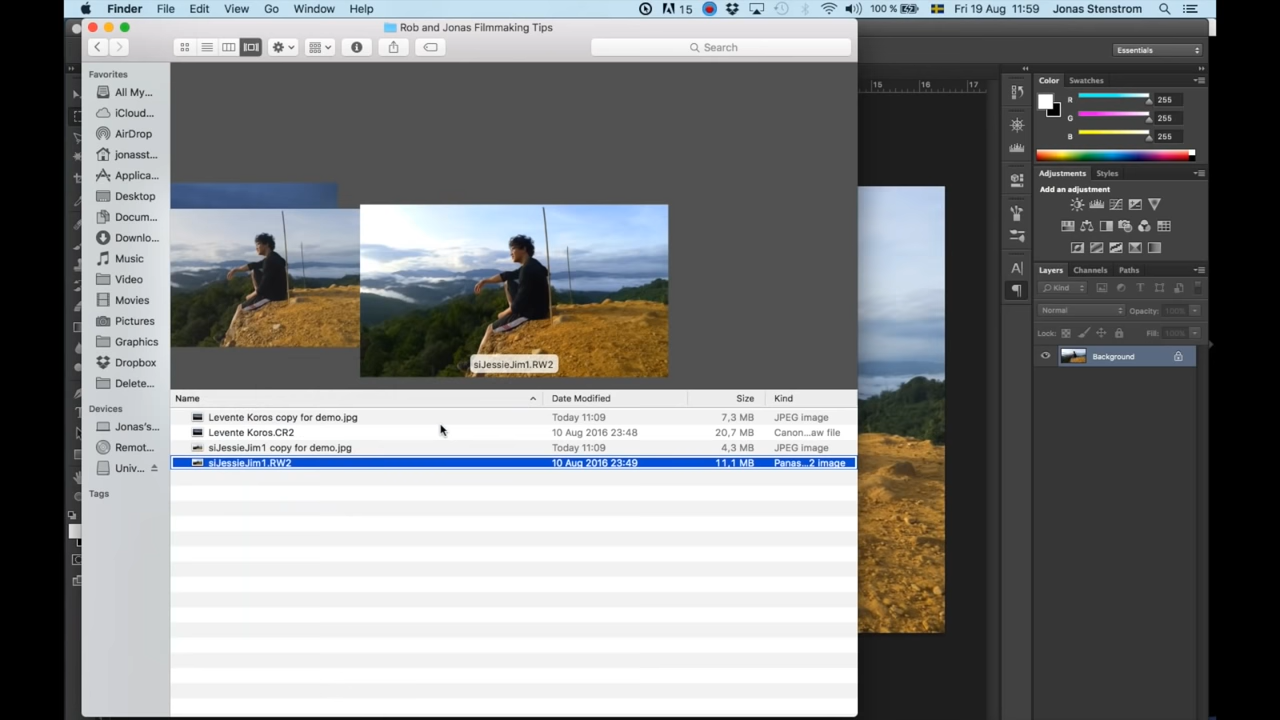 Finder File Edit View Go Window Help 15 100 % Fri 19 Aug 11:59 Jonas Stenstrom
Rob and Jonas Filmmaking Tips
Search
Essentials
Favorites
All My...
iCloud...
AirDrop
jonasst...
Applica...
Desktop
Docum...
Downlo...
Music
Video
Movies
Pictures
Graphics
Dropbox
Delete...
Devices
Jonas's...
Remot...
Univ...
Tags
siJessieJim1.RW2
Name Date Modified Size Kind
Levente Koros copy for demo.jpg Today 11:09 7,3 MB JPEG image
Levente Koros.CR2 10 Aug 2016 23:48 20,7 MB Canon...aw file
siJessieJim1 copy for demo.jpg Today 11:09 4,3 MB JPEG image
siJessieJim1.RW2 10 Aug 2016 23:49 11,1 MB Panas...2 image
15 16 17
Color Swatches
R 255
G 255
B 255
Adjustments Styles
Add an adjustment
Layers Channels Paths
Kind
Normal Opacity: 100%
Lock: Fill: 100%
Background